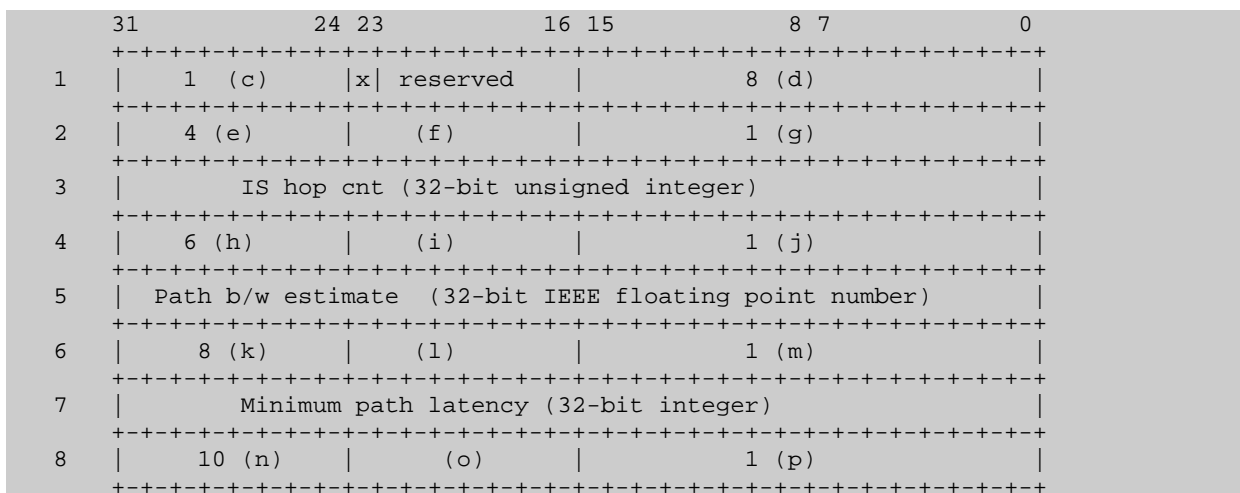 31 24 23 16 15 8 7 0
+-+-+-+-+-+-+-+-+-+-+-+-+-+-+-+-+-+-+-+-+-+-+-+-+-+-+-+-+-+-+-+-+
1 | 1 (c) |x| reserved | 8 (d) |
+-+-+-+-+-+-+-+-+-+-+-+-+-+-+-+-+-+-+-+-+-+-+-+-+-+-+-+-+-+-+-+-+
2 | 4 (e) | (f) | 1 (g) |
+-+-+-+-+-+-+-+-+-+-+-+-+-+-+-+-+-+-+-+-+-+-+-+-+-+-+-+-+-+-+-+-+
3 | IS hop cnt (32-bit unsigned integer) |
+-+-+-+-+-+-+-+-+-+-+-+-+-+-+-+-+-+-+-+-+-+-+-+-+-+-+-+-+-+-+-+-+
4 | 6 (h) | (i) | 1 (j) |
+-+-+-+-+-+-+-+-+-+-+-+-+-+-+-+-+-+-+-+-+-+-+-+-+-+-+-+-+-+-+-+-+
5 | Path b/w estimate (32-bit IEEE floating point number) |
+-+-+-+-+-+-+-+-+-+-+-+-+-+-+-+-+-+-+-+-+-+-+-+-+-+-+-+-+-+-+-+-+
6 | 8 (k) | (l) | 1 (m) |
+-+-+-+-+-+-+-+-+-+-+-+-+-+-+-+-+-+-+-+-+-+-+-+-+-+-+-+-+-+-+-+-+
7 | Minimum path latency (32-bit integer) |
+-+-+-+-+-+-+-+-+-+-+-+-+-+-+-+-+-+-+-+-+-+-+-+-+-+-+-+-+-+-+-+-+
8 | 10 (n) | (o) | 1 (p) |
+-+-+-+-+-+-+-+-+-+-+-+-+-+-+-+-+-+-+-+-+-+-+-+-+-+-+-+-+-+-+-+-+